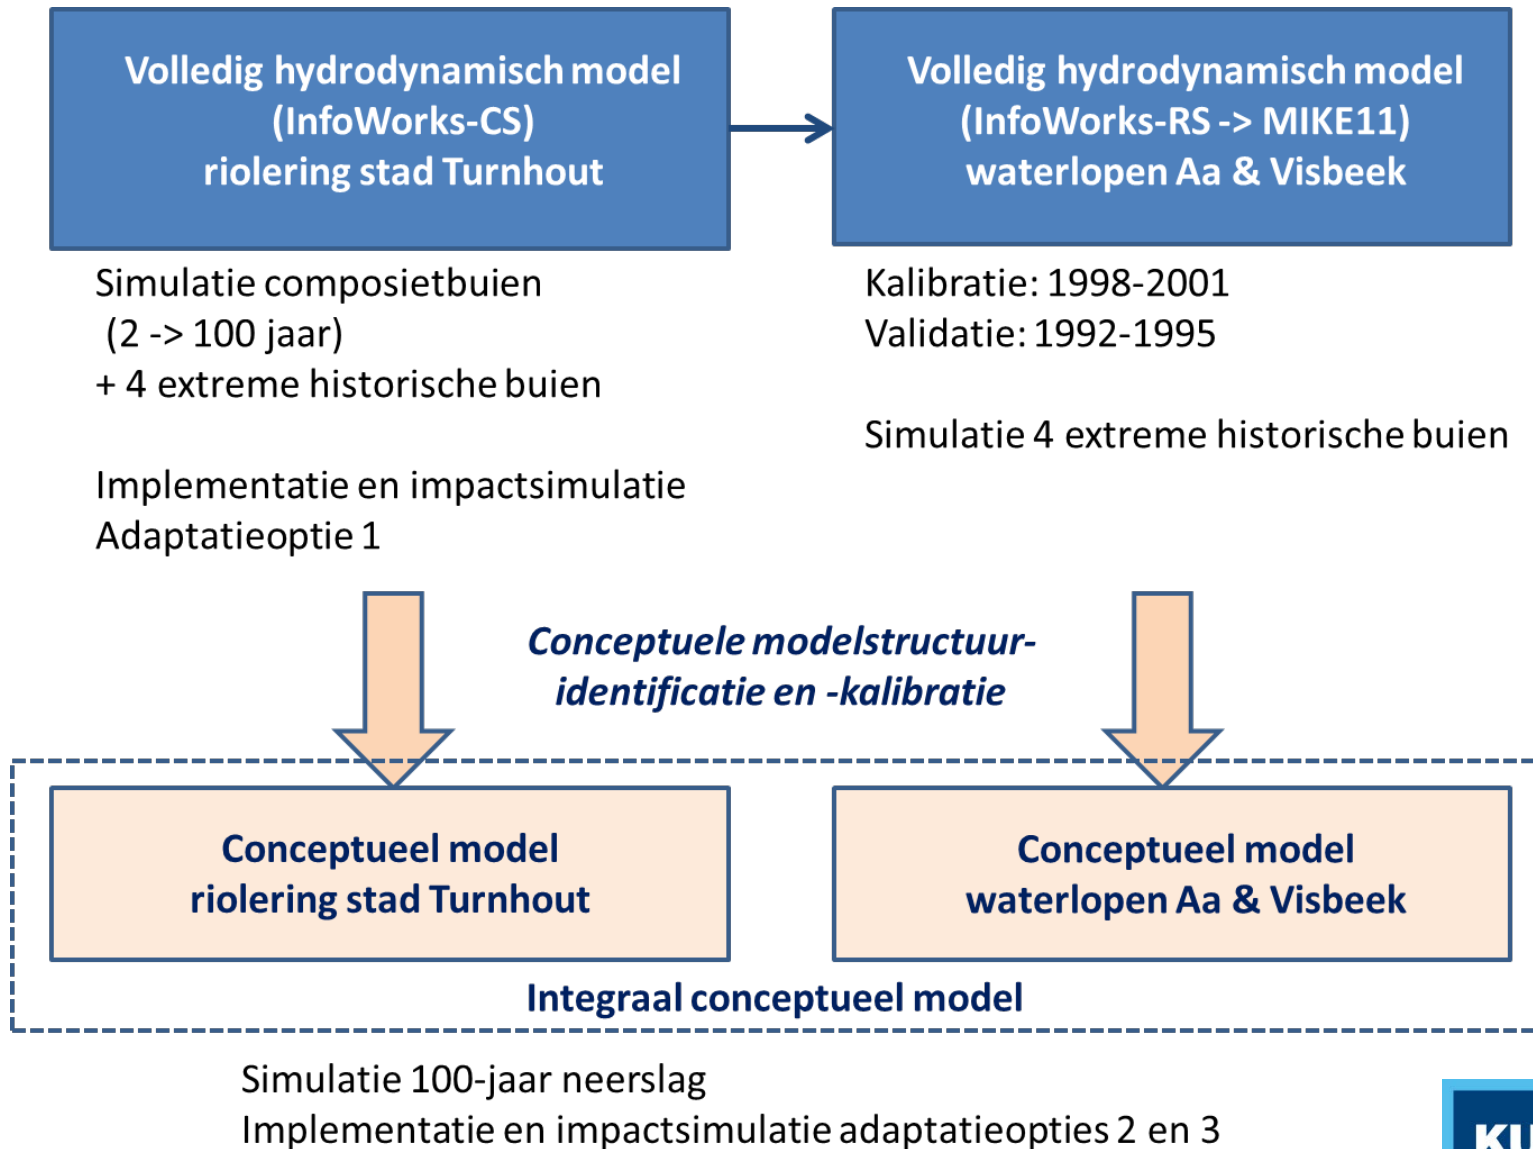 Volledig hydrodynamisch model
(InfoWorks-CS)
riolering stad Turnhout
Volledig hydrodynamisch model
(InfoWorks-RS -> MIKE11)
waterlopen Aa & Visbeek
Simulatie composietbuien
(2 -> 100 jaar)
+ 4 extreme historische buien
Implementatie en impactsimulatie
Adaptatieoptie 1
Kalibratie: 1998-2001
Validatie: 1992-1995
Simulatie 4 extreme historische buien
Conceptuele modelstructuur-
identificatie en -kalibratie
Conceptueel model
riolering stad Turnhout
Conceptueel model
waterlopen Aa & Visbeek
Integraal conceptueel model
Simulatie 100-jaar neerslag
Implementatie en impactsimulatie adaptatieopties 2 en 3